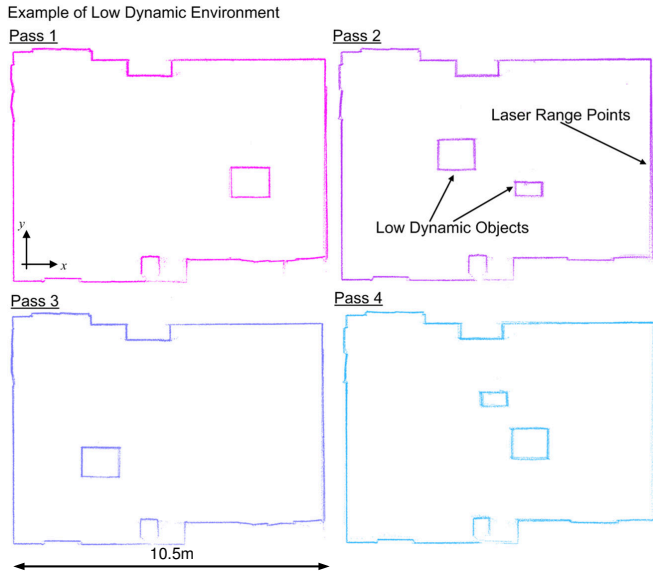 Example of Low Dynamic Environment
Pass 1
Pass 2
Laser Range Points
Low Dynamic Objects
y
x
Pass 3
Pass 4
10.5m